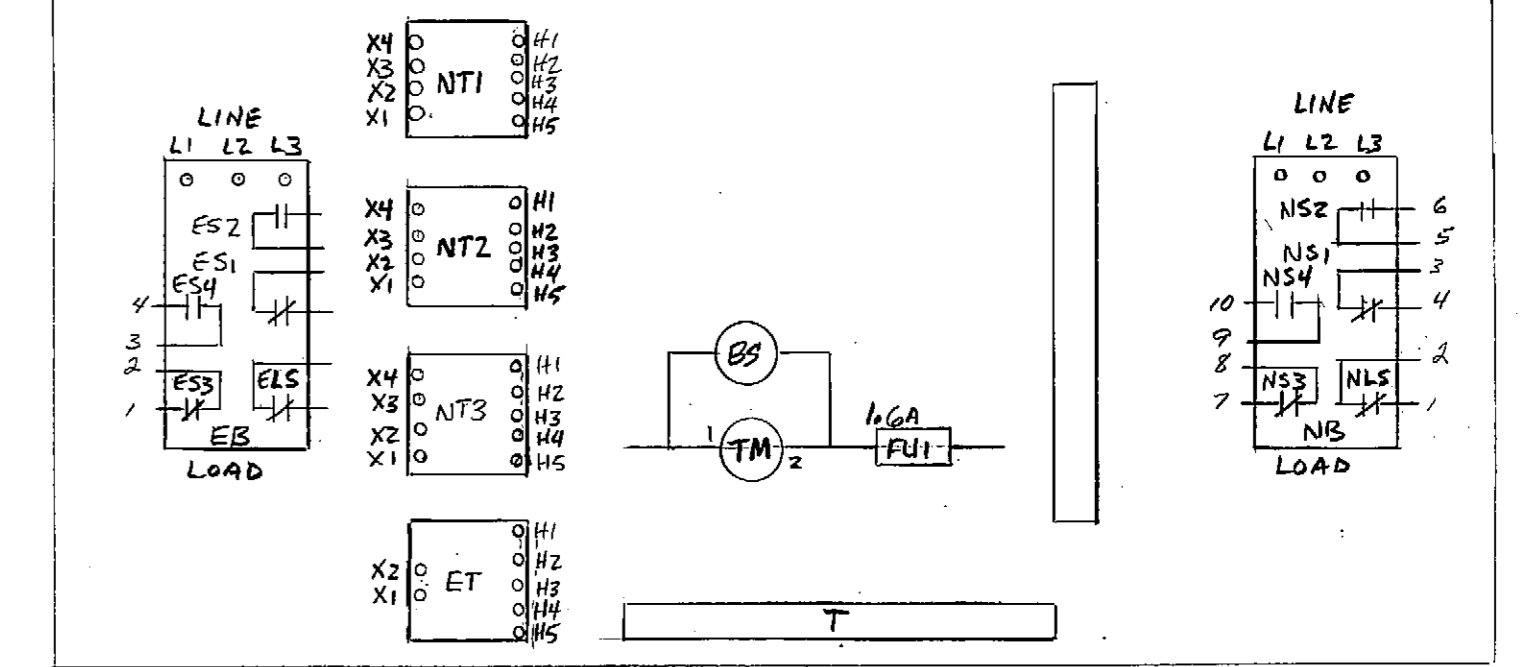 LINE
L1 L2 L3
ES2
ES1
ES4
4
3
2
1
ES3
ELS
EB
LOAD
X4
X3
X2
X1
NT1
H1
H2
H3
H4
H5
X4
X3
X2
X1
NT2
H1
H2
H3
H4
H5
X4
X3
X2
X1
NT3
H1
H2
H3
H4
H5
X2
X1
ET
H1
H2
H3
H4
H5
BS
1
TM
2
1.6A
FU1
T
LINE
L1 L2 L3
NS2
6
5
NS1
3
NS4
10
4
9
8
2
NS3
NLS
7
1
NB
LOAD